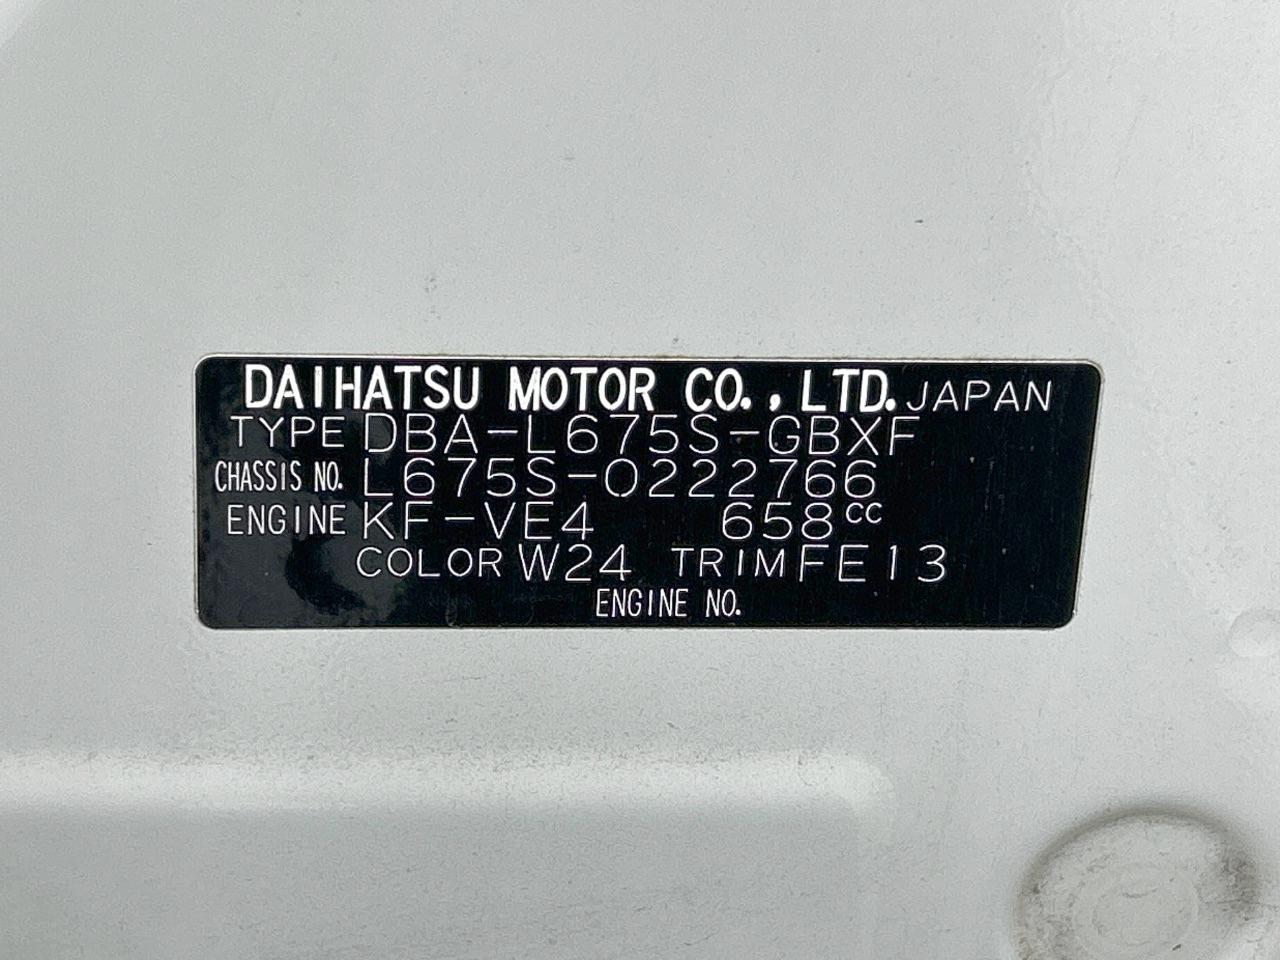 DAIHATSU MOTOR CO., LTD. JAPAN
TYPE DBA-L675S-GBXF
CHASSIS NO. L675S-0222766
ENGINE KF-VE4 658cc
COLOR W24 TRIM FE13
ENGINE NO.